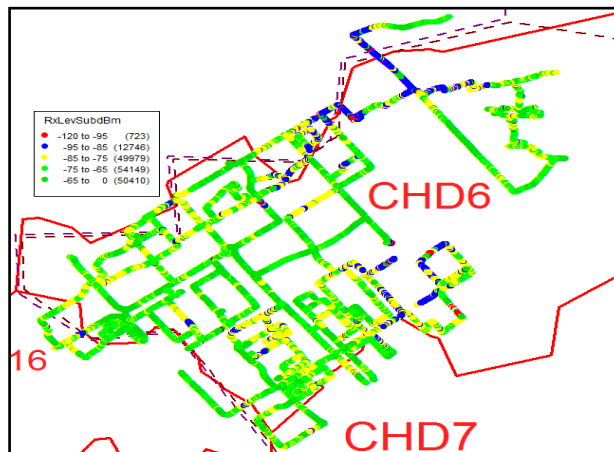 RxLevSubdBm
-120 to -95 (723)
-95 to -85 (12746)
-85 to -75 (49979)
-75 to -65 (54149)
-65 to 0 (50410)
CHD6
16
CHD7